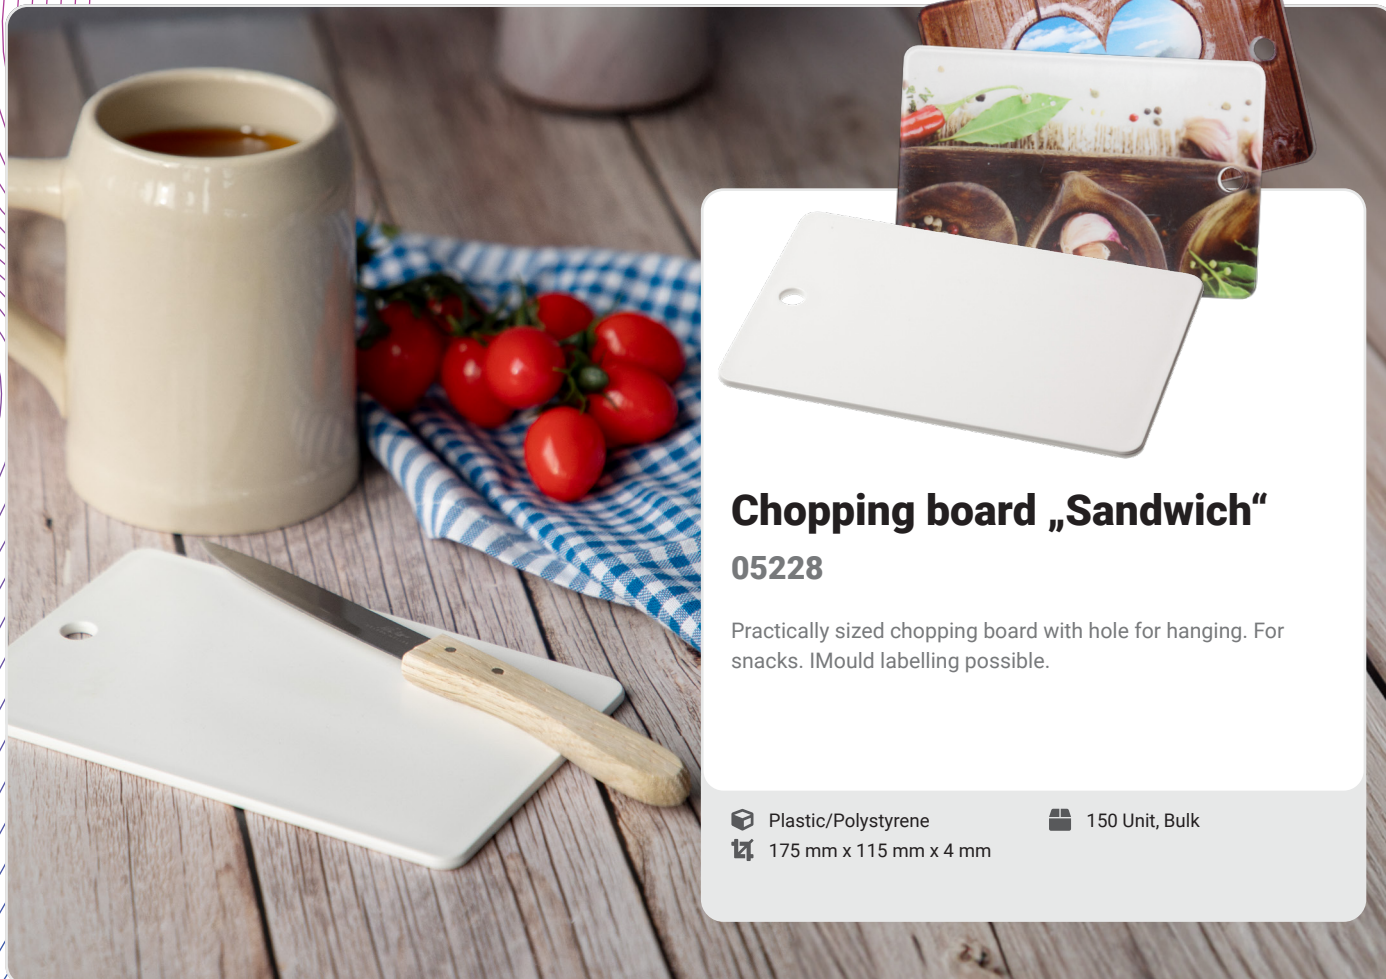 Chopping board „Sandwich“
05228
Practically sized chopping board with hole for hanging. For
snacks. IMould labelling possible.
Plastic/Polystyrene
150 Unit, Bulk
175 mm x 115 mm x 4 mm